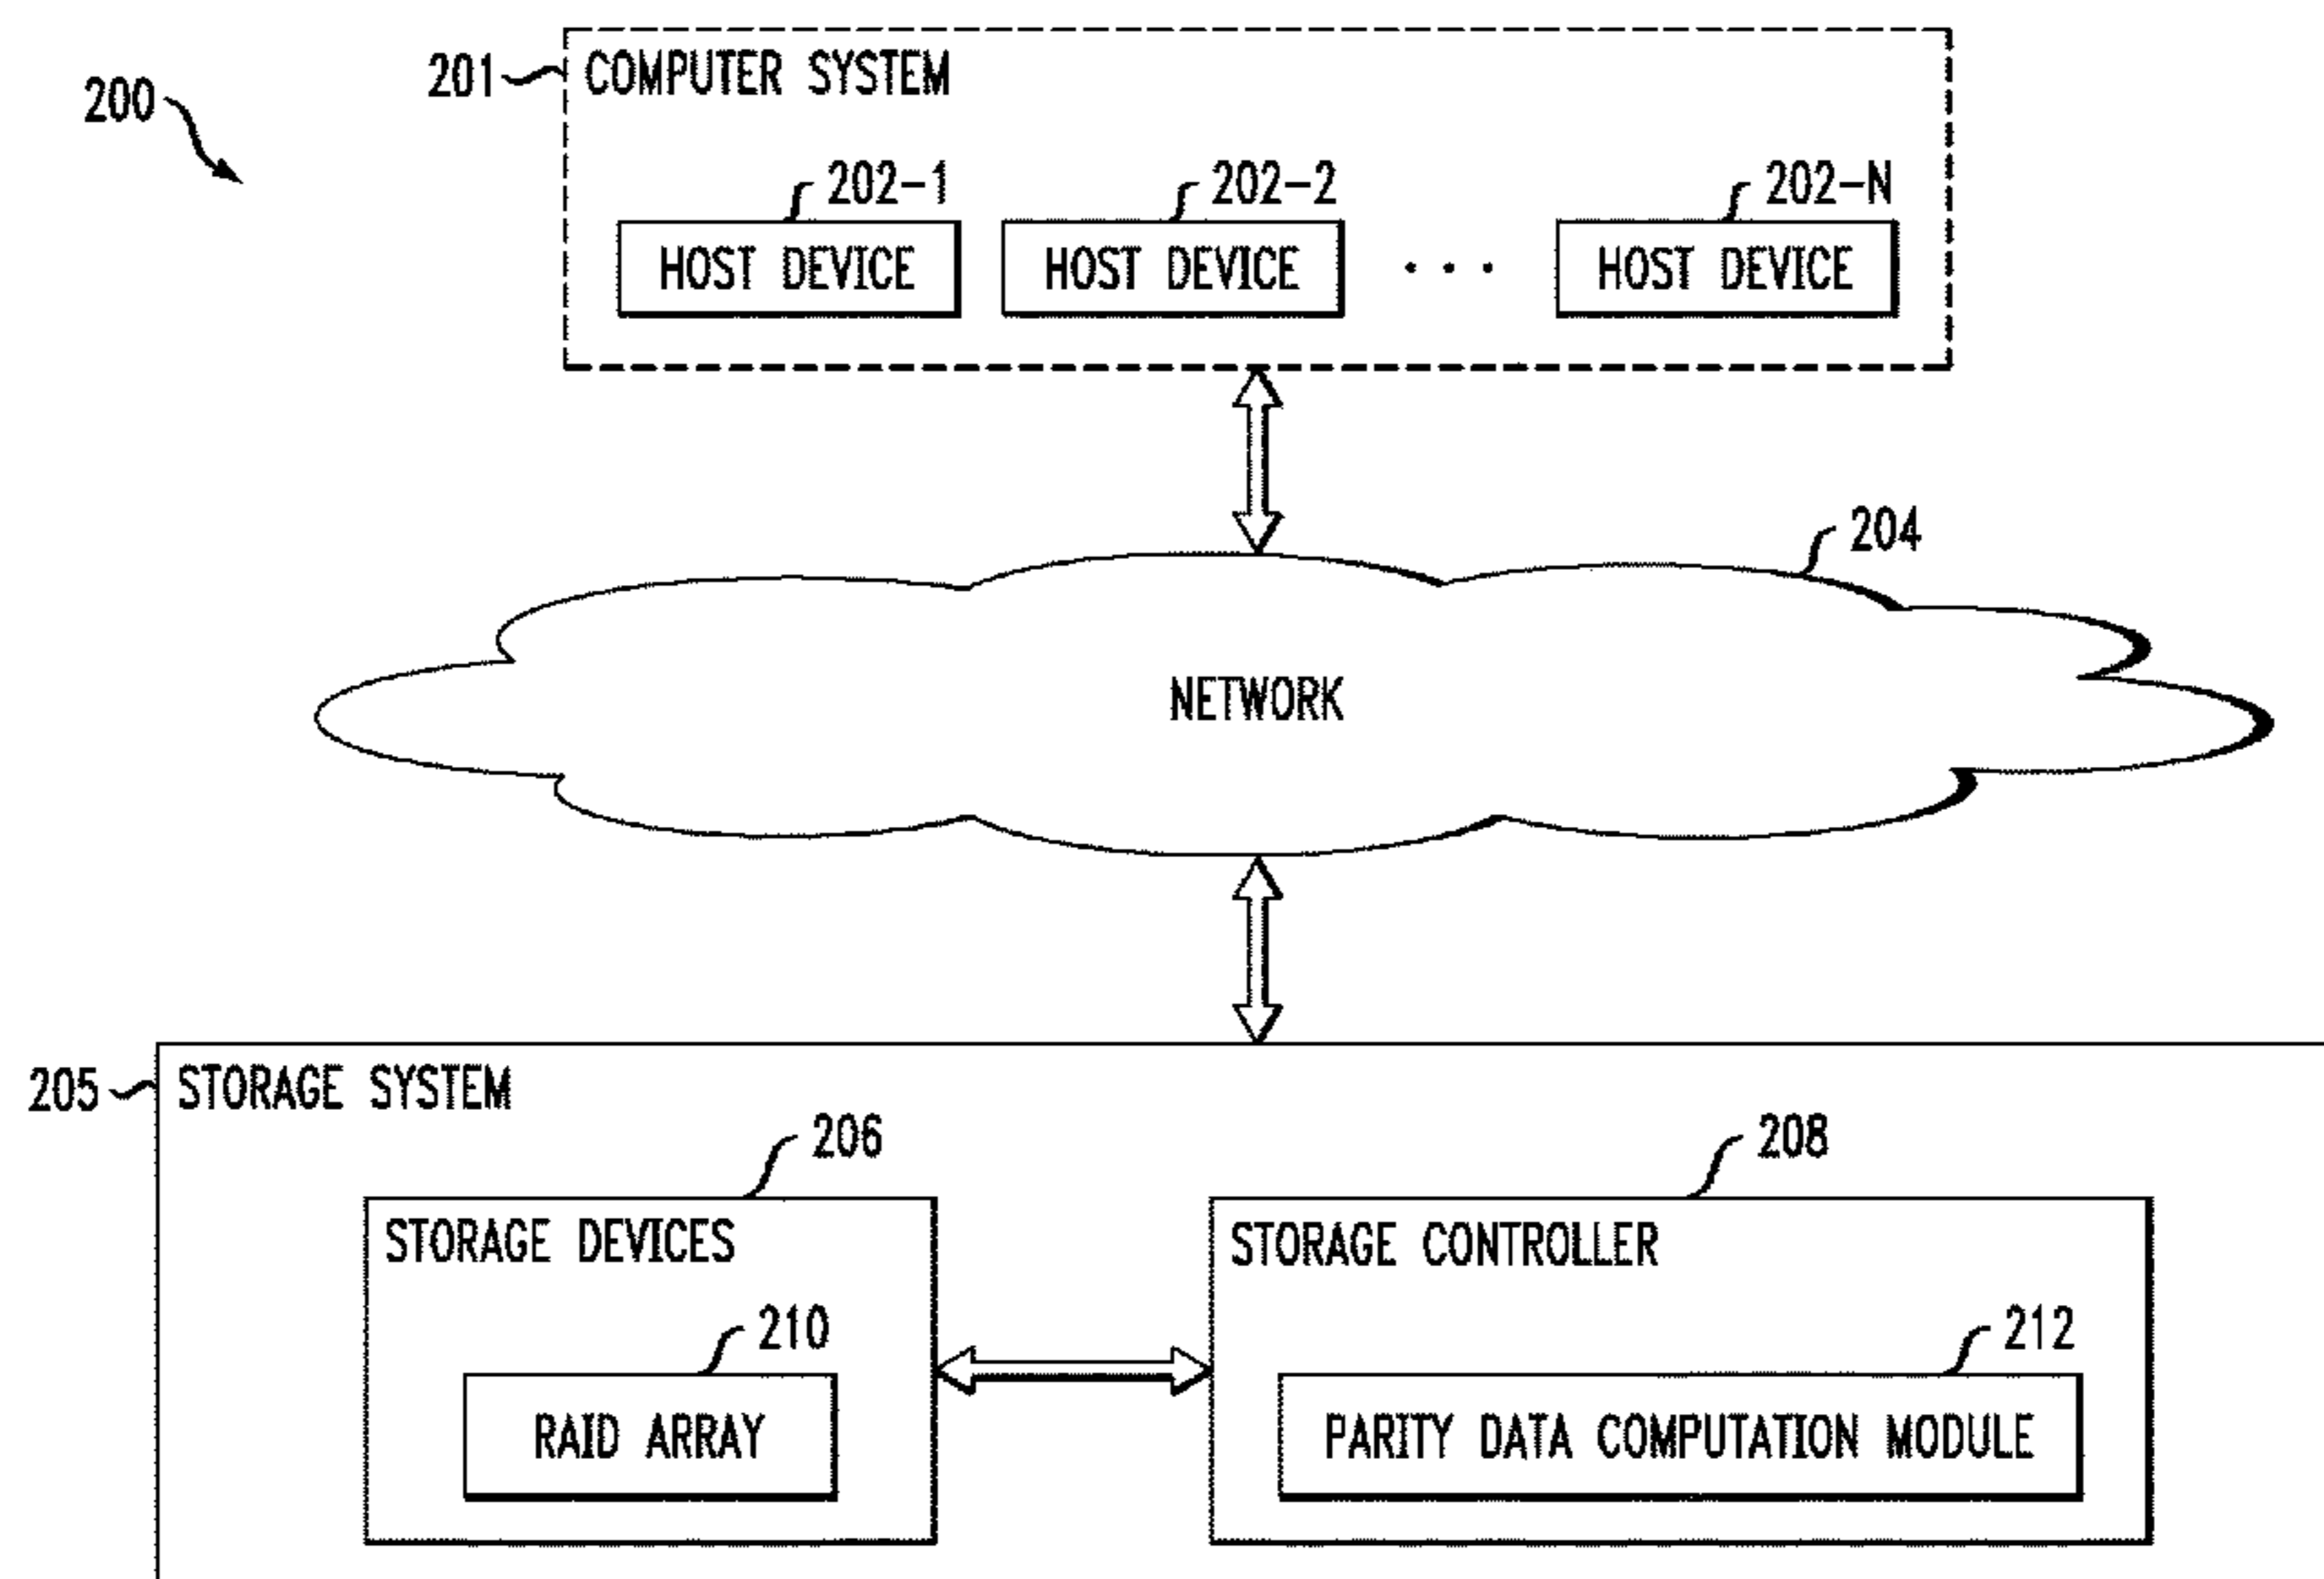 200
201 COMPUTER SYSTEM
202-1 202-2 202-N
HOST DEVICE HOST DEVICE . . . HOST DEVICE
204
NETWORK
205 STORAGE SYSTEM
206 208
STORAGE DEVICES STORAGE CONTROLLER
210 212
RAID ARRAY PARITY DATA COMPUTATION MODULE